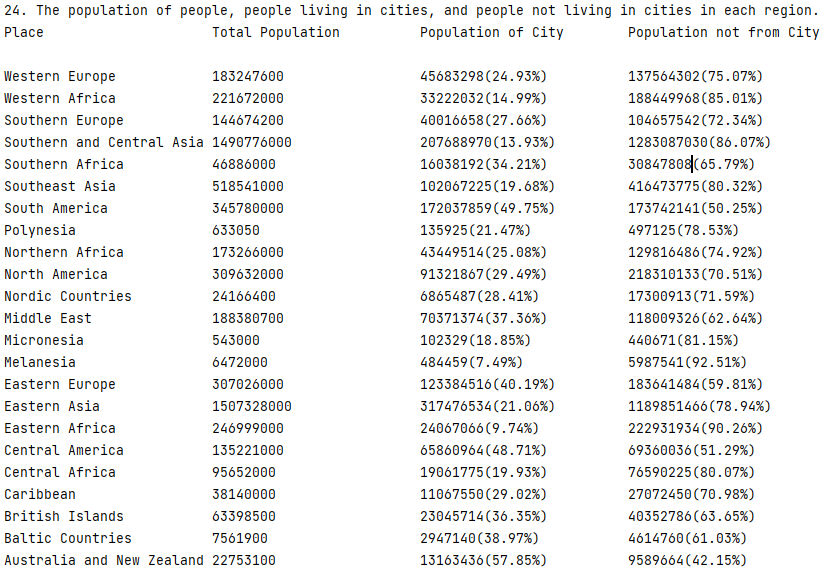 24. The population of people, people living in cities, and people not living in cities in each region.
Place Total Population Population of City Population not from City
Western Europe 183247600 45683298(24.93%) 137564302(75.07%)
Western Africa 221672000 33222032(14.99%) 188449968(85.01%)
Southern Europe 144674200 40016658(27.66%) 104657542(72.34%)
Southern and Central Asia 1490776000 207688970(13.93%) 1283087030(86.07%)
Southern Africa 46886000 16038192(34.21%) 30847808(65.79%)
Southeast Asia 518541000 102067225(19.68%) 416473775(80.32%)
South America 345780000 172037859(49.75%) 173742141(50.25%)
Polynesia 633050 135925(21.47%) 497125(78.53%)
Northern Africa 173266000 43449514(25.08%) 129816486(74.92%)
North America 309632000 91321867(29.49%) 218310133(70.51%)
Nordic Countries 24166400 6865487(28.41%) 17300913(71.59%)
Middle East 188380700 70371374(37.36%) 118009326(62.64%)
Micronesia 543000 102329(18.85%) 440671(81.15%)
Melanesia 6472000 484459(7.49%) 5987541(92.51%)
Eastern Europe 307026000 123384516(40.19%) 183641484(59.81%)
Eastern Asia 1507328000 317476534(21.06%) 1189851466(78.94%)
Eastern Africa 246999000 24067066(9.74%) 222931934(90.26%)
Central America 135221000 65860964(48.71%) 69360036(51.29%)
Central Africa 95652000 19061775(19.93%) 76590225(80.07%)
Caribbean 38140000 11067550(29.02%) 27072450(70.98%)
British Islands 63398500 23045714(36.35%) 40352786(63.65%)
Baltic Countries 7561900 2947140(38.97%) 4614760(61.03%)
Australia and New Zealand 22753100 13163436(57.85%) 9589664(42.15%)